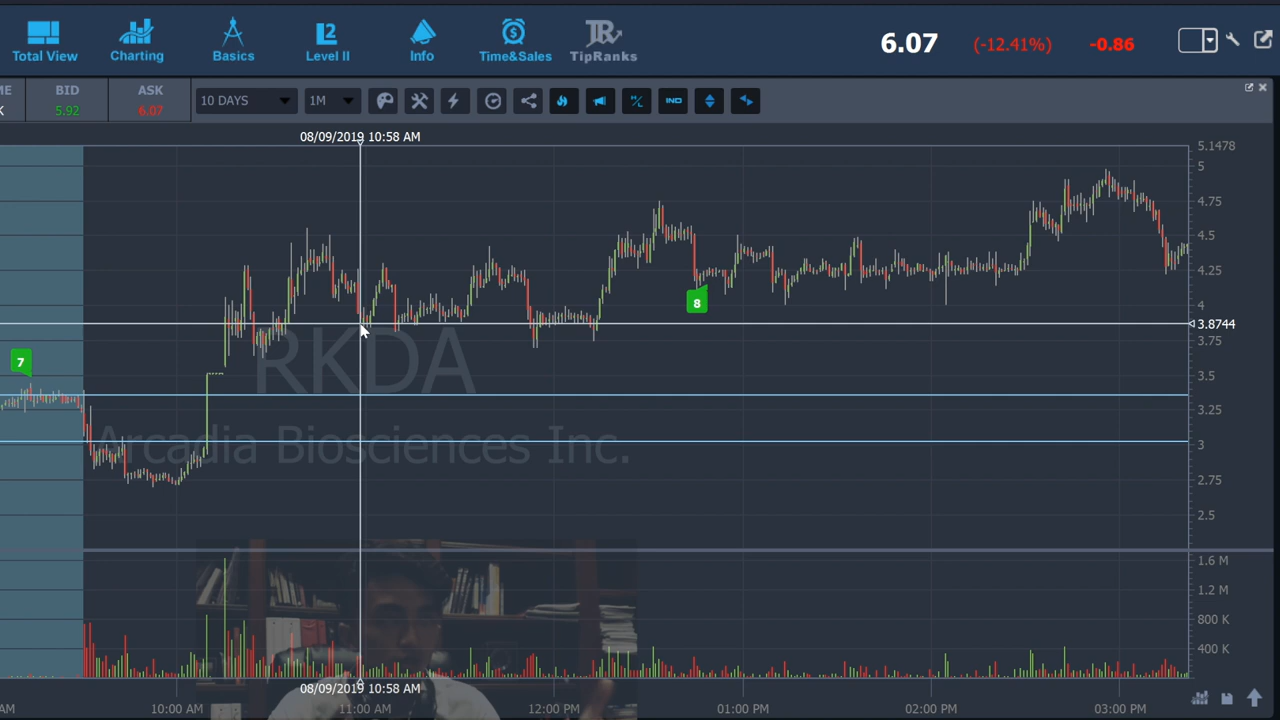 Total View Charting Basics Level II Info Time&Sales TipRanks
L2
6.07 (-12.41%) -0.86
ME BID ASK
K 5.92 6.07
10 DAYS 1M IND
08/09/2019 10:58 AM
5.1478
5
4.75
4.5
4.25
4
3.8744
3.75
3.5
3.25
3
2.75
2.5
8
7
RKDA
Arcadia Biosciences Inc.
1.6 M
1.2 M
800 K
400 K
08/09/2019 10:58 AM
AM 10:00 AM 11:00 AM 12:00 PM 01:00 PM 02:00 PM 03:00 PM